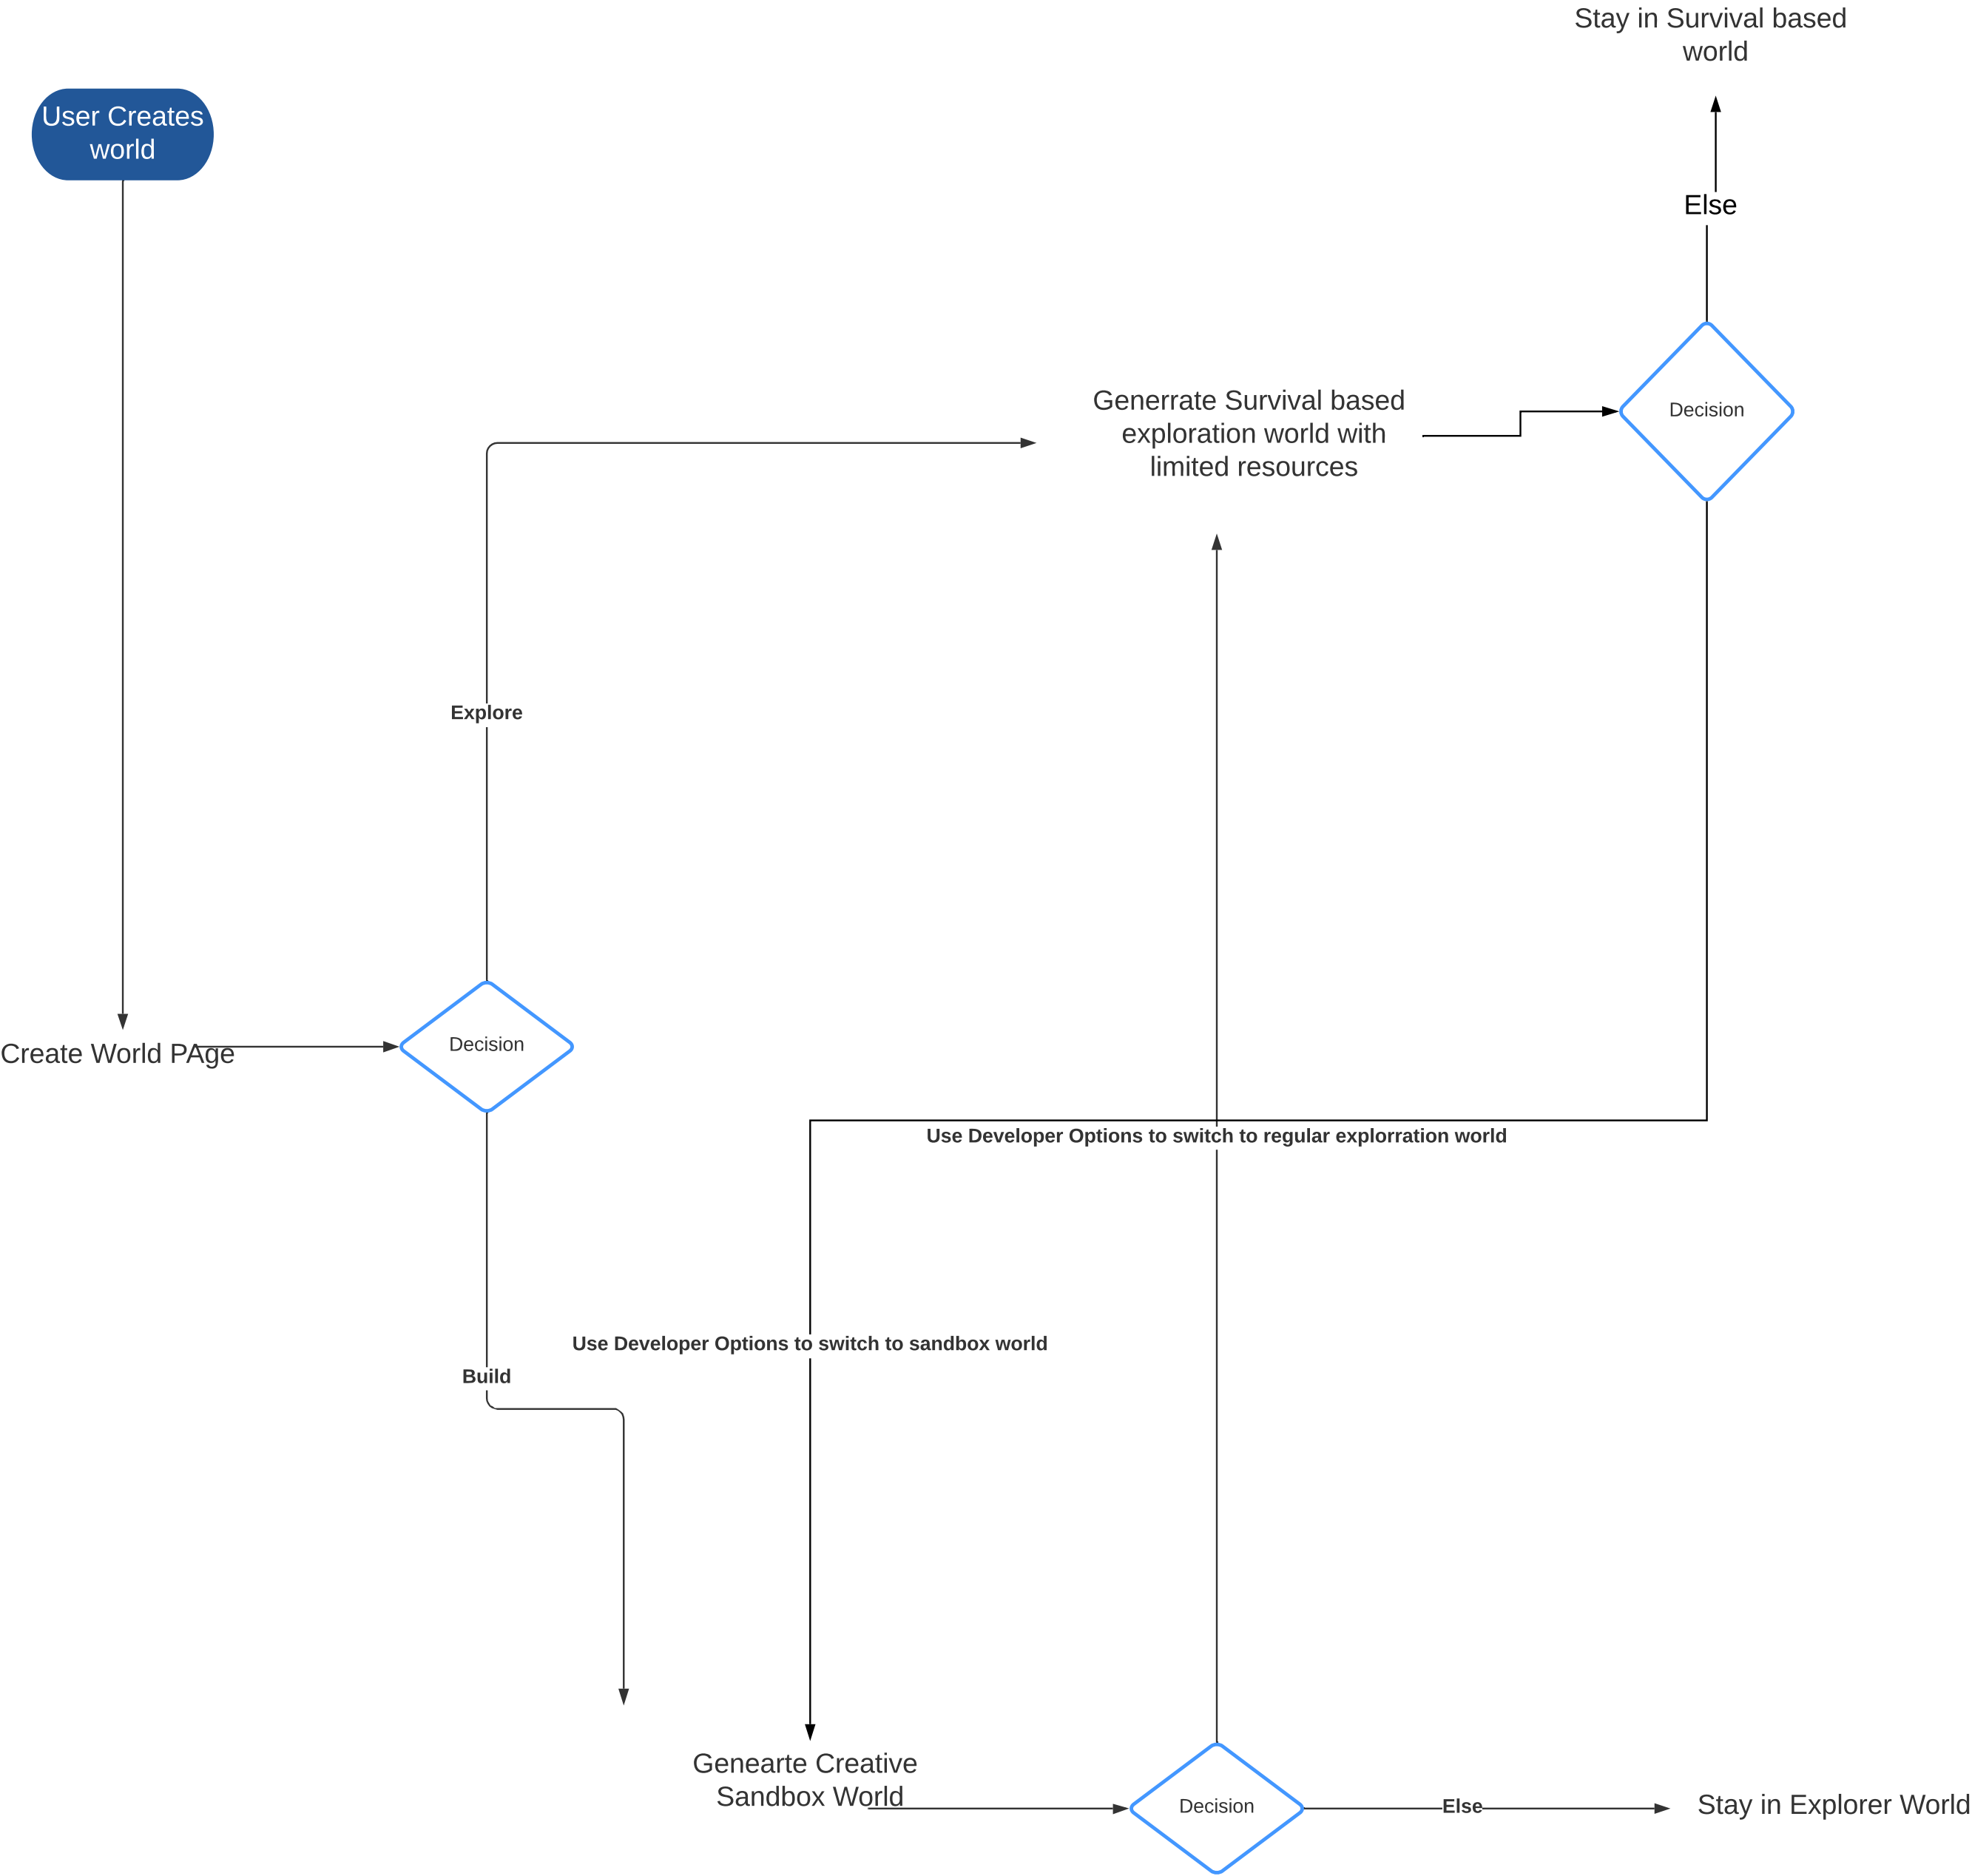 Stay in Survival based
world
User Creates
world
Else
Generrate Survival based
exploration world with
limited resources
Decision
Explore
Create World PAge
Decision
Use Developer Options to switch to regular explorration world
Use Developer Options to switch to sandbox world
Build
Genearte Creative
Sandbox World
Decision
Else
Stay in Explorer World